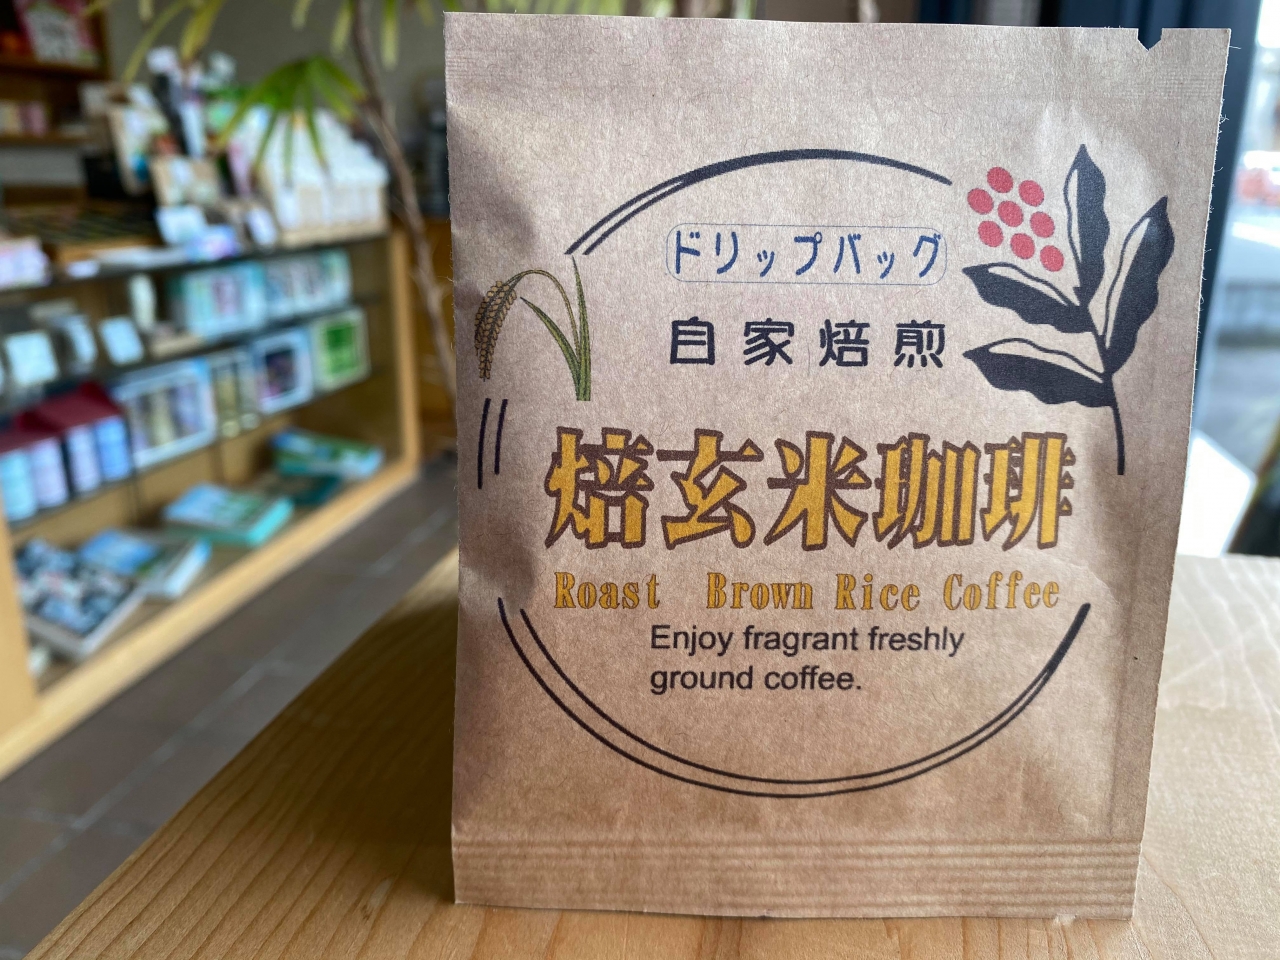 ドリップバッグ
自家焙煎
焙玄米珈琲
Roast Brown Rice Coffee
Enjoy fragrant freshly
ground coffee.